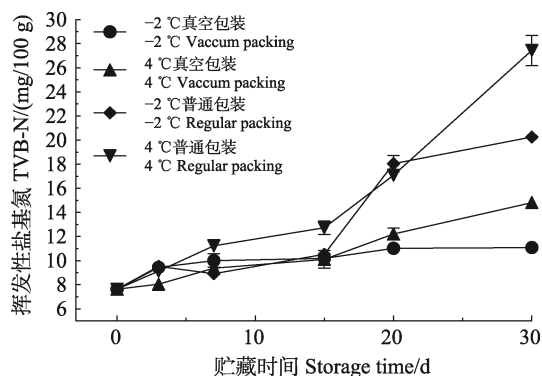 挥发性盐基氮 TVB-N/(mg/100 g)
30
28
26
24
22
20
18
16
14
12
10
8
6
−2 ℃真空包装
−2 ℃ Vaccum packing
4 ℃真空包装
4 ℃ Vaccum packing
−2 ℃普通包装
−2 ℃ Regular packing
4 ℃普通包装
4 ℃ Regular packing
0 10 20 30
贮藏时间 Storage time/d